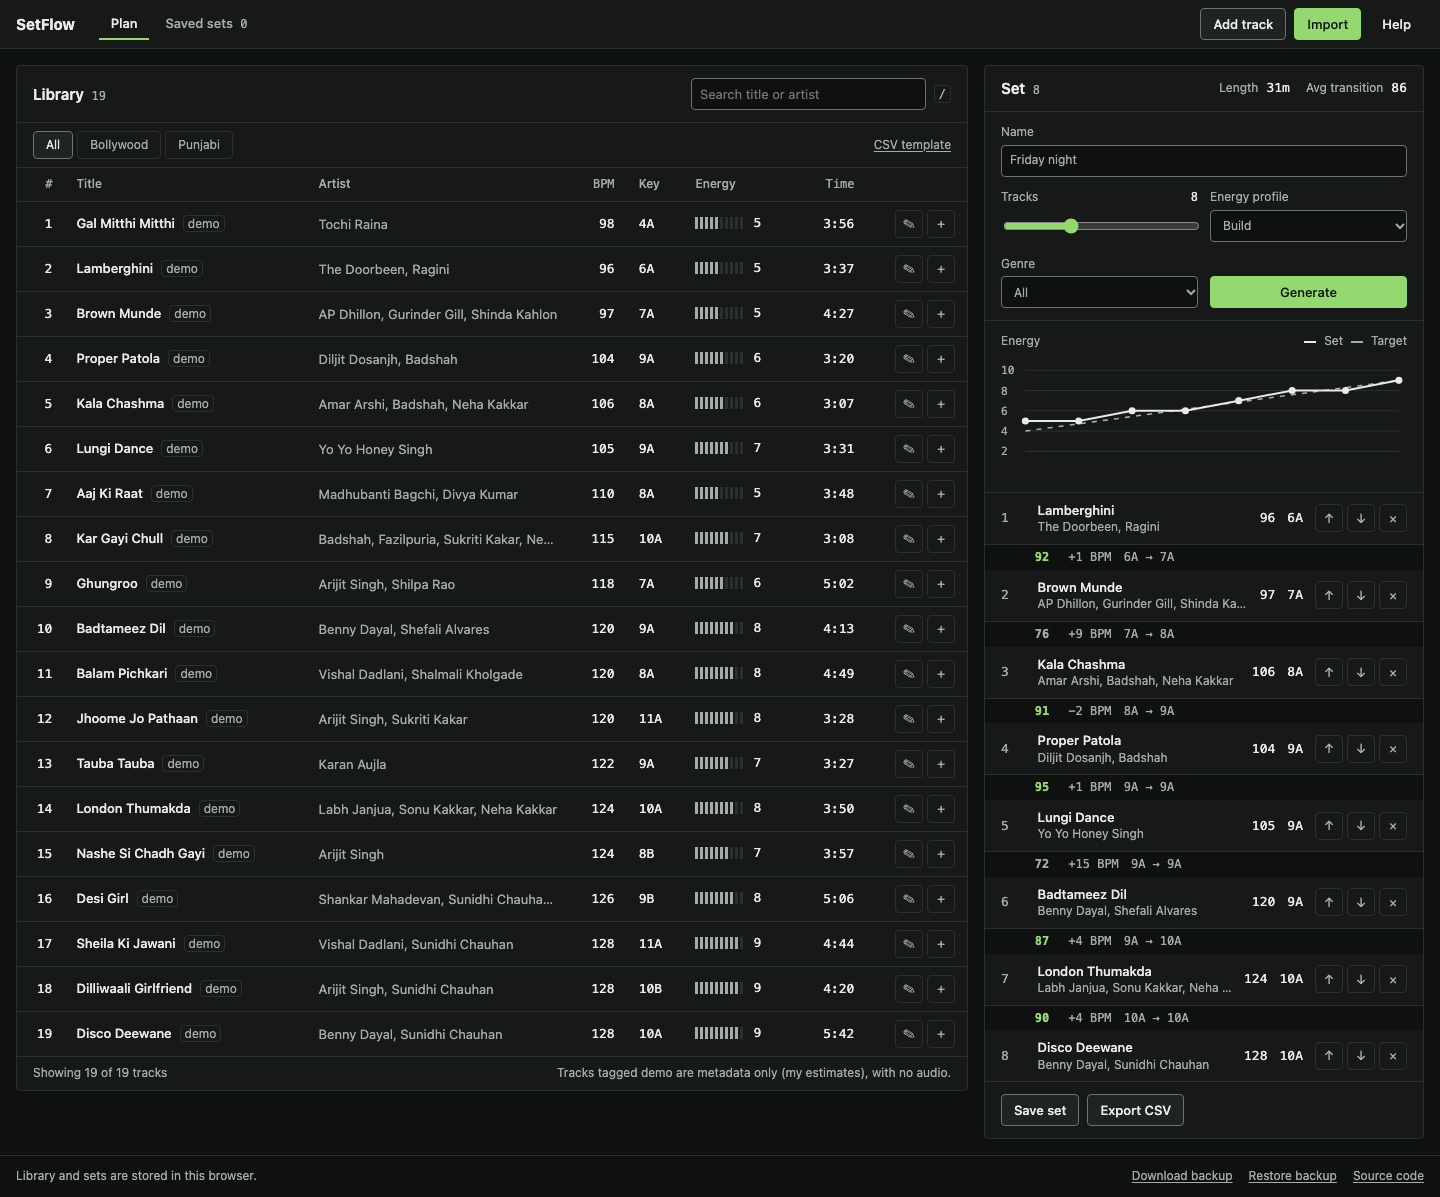 SetFlow Plan Saved sets 0 Add track Import Help
Library 19 Search title or artist /
All Bollywood Punjabi CSV template
# Title Artist BPM Key Energy Time
1 Gal Mitthi Mitthi demo Tochi Raina 98 4A 5 3:56 ✎ +
2 Lamberghini demo The Doorbeen, Ragini 96 6A 5 3:37 ✎ +
3 Brown Munde demo AP Dhillon, Gurinder Gill, Shinda Kahlon 97 7A 5 4:27 ✎ +
4 Proper Patola demo Diljit Dosanjh, Badshah 104 9A 6 3:20 ✎ +
5 Kala Chashma demo Amar Arshi, Badshah, Neha Kakkar 106 8A 6 3:07 ✎ +
6 Lungi Dance demo Yo Yo Honey Singh 105 9A 7 3:31 ✎ +
7 Aaj Ki Raat demo Madhubanti Bagchi, Divya Kumar 110 8A 5 3:48 ✎ +
8 Kar Gayi Chull demo Badshah, Fazilpuria, Sukriti Kakar, Ne... 115 10A 7 3:08 ✎ +
9 Ghungroo demo Arijit Singh, Shilpa Rao 118 7A 6 5:02 ✎ +
10 Badtameez Dil demo Benny Dayal, Shefali Alvares 120 9A 8 4:13 ✎ +
11 Balam Pichkari demo Vishal Dadlani, Shalmali Kholgade 120 8A 8 4:49 ✎ +
12 Jhoome Jo Pathaan demo Arijit Singh, Sukriti Kakar 120 11A 8 3:28 ✎ +
13 Tauba Tauba demo Karan Aujla 122 9A 7 3:27 ✎ +
14 London Thumakda demo Labh Janjua, Sonu Kakkar, Neha Kakkar 124 10A 8 3:50 ✎ +
15 Nashe Si Chadh Gayi demo Arijit Singh 124 8B 7 3:57 ✎ +
16 Desi Girl demo Shankar Mahadevan, Sunidhi Chauha... 126 9B 8 5:06 ✎ +
17 Sheila Ki Jawani demo Vishal Dadlani, Sunidhi Chauhan 128 11A 9 4:44 ✎ +
18 Dilliwaali Girlfriend demo Arijit Singh, Sunidhi Chauhan 128 10B 9 4:20 ✎ +
19 Disco Deewane demo Benny Dayal, Sunidhi Chauhan 128 10A 9 5:42 ✎ +
Showing 19 of 19 tracks Tracks tagged demo are metadata only (my estimates), with no audio.
Set 8 Length 31m Avg transition 86
Name
Friday night
Tracks 8 Energy profile
Build
Genre
All Generate
Energy Set Target
10
8
6
4
2
1 Lamberghini 96 6A ↑ ↓ ×
The Doorbeen, Ragini
92 +1 BPM 6A → 7A
2 Brown Munde 97 7A ↑ ↓ ×
AP Dhillon, Gurinder Gill, Shinda Ka...
76 +9 BPM 7A → 8A
3 Kala Chashma 106 8A ↑ ↓ ×
Amar Arshi, Badshah, Neha Kakkar
91 −2 BPM 8A → 9A
4 Proper Patola 104 9A ↑ ↓ ×
Diljit Dosanjh, Badshah
95 +1 BPM 9A → 9A
5 Lungi Dance 105 9A ↑ ↓ ×
Yo Yo Honey Singh
72 +15 BPM 9A → 9A
6 Badtameez Dil 120 9A ↑ ↓ ×
Benny Dayal, Shefali Alvares
87 +4 BPM 9A → 10A
7 London Thumakda 124 10A ↑ ↓ ×
Labh Janjua, Sonu Kakkar, Neha ...
90 +4 BPM 10A → 10A
8 Disco Deewane 128 10A ↑ ↓ ×
Benny Dayal, Sunidhi Chauhan
Save set Export CSV
Library and sets are stored in this browser. Download backup Restore backup Source code